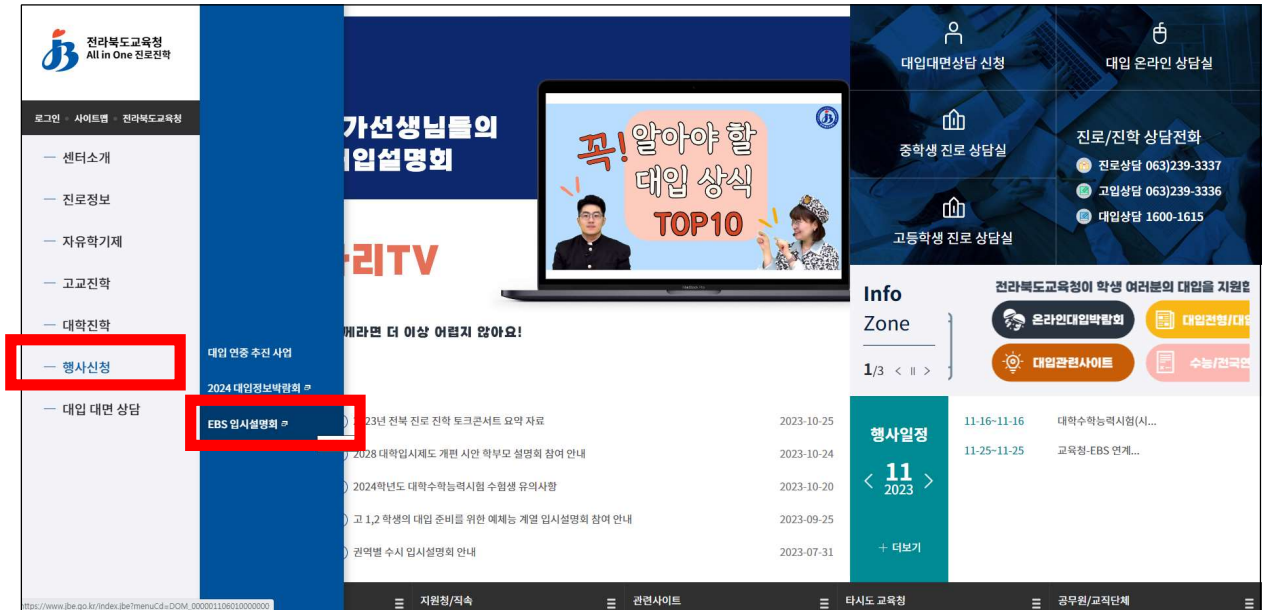 전라북도교육청
All in One 진로진학
로그인 사이트맵 전라북도교육청
센터소개
진로정보
자유학기제
고교진학
대학진학
행사신청
대입 대면 상담
대입 연중 추진 사업
2024 대입정보박람회
EBS 입시설명회
가선생님들의
입설명회
리TV
꼭! 알아야 할
대입 상식
TOP10
MacBook Pro
께라면 더 이상 어렵지 않아요!
23년 전북 진로 진학 토크콘서트 요약 자료 2023-10-25
2028 대학입시제도 개편 시안 학부모 설명회 참여 안내 2023-10-24
2024학년도 대학수학능력시험 수험생 유의사항 2023-10-20
고 1,2 학생의 대입 준비를 위한 예체능 계열 입시설명회 참여 안내 2023-09-25
권역별 수시 입시설명회 안내 2023-07-31
대입대면상담 신청
대입 온라인 상담실
중학생 진로 상담실
고등학생 진로 상담실
진로/진학 상담전화
진로상담 063)239-3337
고입상담 063)239-3336
대입상담 1600-1615
Info
Zone
1/3 < II >
전라북도교육청이 학생 여러분의 대입을 지원합
온라인대입박람회
대입전형/대입
대입관련사이트
수능/전국연
행사일정
< 11 >
2023
+ 더보기
11-16~11-16 대학수학능력시험(시...
11-25~11-25 교육청-EBS 연계...
https://www.jbe.go.kr/index.jbe?menuCd=DOM_000001106010000000
지원청/직속
관련사이트
타시도 교육청
공무원/교직단체